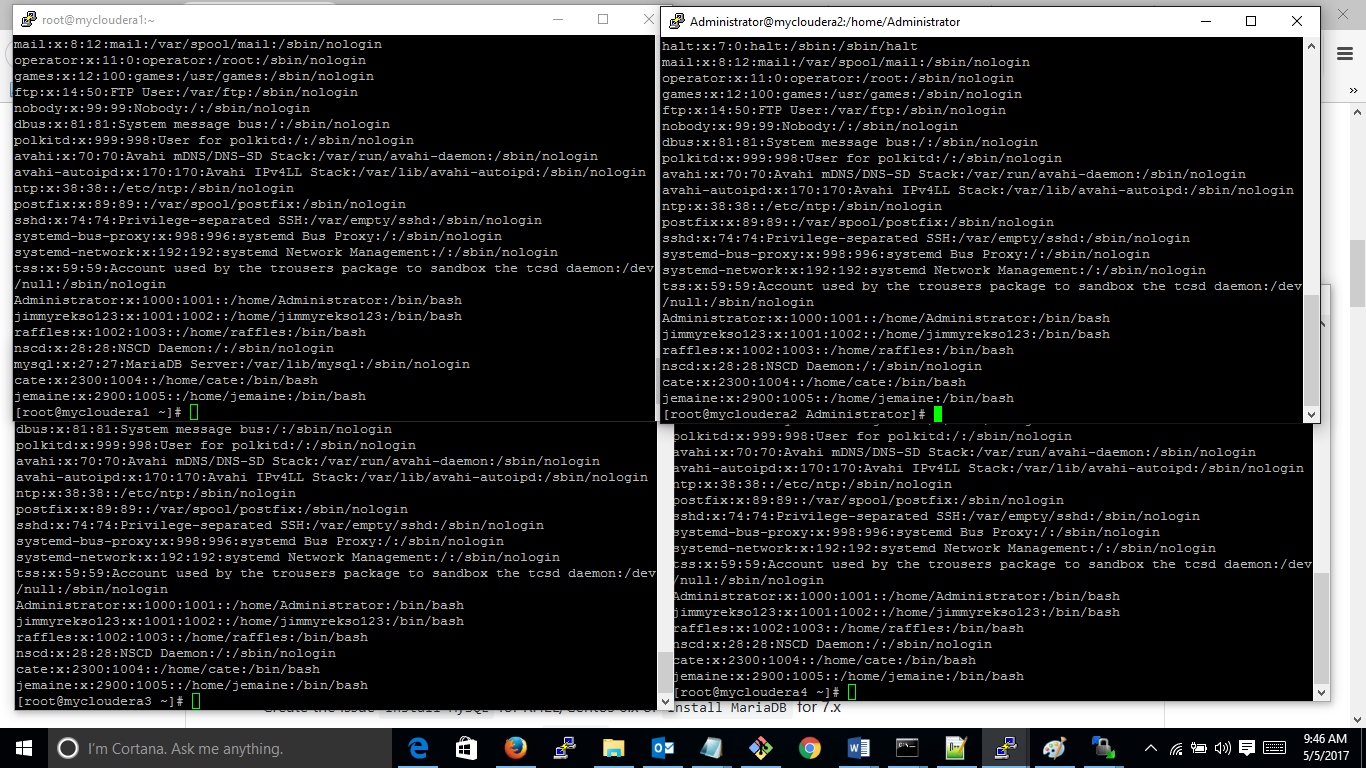 root@mycloudera1:~
mail:x:8:12:mail:/var/spool/mail:/sbin/nologin
operator:x:11:0:operator:/root:/sbin/nologin
games:x:12:100:games:/usr/games:/sbin/nologin
ftp:x:14:50:FTP User:/var/ftp:/sbin/nologin
nobody:x:99:99:Nobody:/:/sbin/nologin
dbus:x:81:81:System message bus:/:/sbin/nologin
polkitd:x:999:998:User for polkitd:/:/sbin/nologin
avahi:x:70:70:Avahi mDNS/DNS-SD Stack:/var/run/avahi-daemon:/sbin/nologin
avahi-autoipd:x:170:170:Avahi IPv4LL Stack:/var/lib/avahi-autoipd:/sbin/nologin
ntp:x:38:38::/etc/ntp:/sbin/nologin
postfix:x:89:89::/var/spool/postfix:/sbin/nologin
sshd:x:74:74:Privilege-separated SSH:/var/empty/sshd:/sbin/nologin
systemd-bus-proxy:x:998:996:systemd Bus Proxy:/:/sbin/nologin
systemd-network:x:192:192:systemd Network Management:/:/sbin/nologin
tss:x:59:59:Account used by the trousers package to sandbox the tcsd daemon:/dev
/null:/sbin/nologin
Administrator:x:1000:1001::/home/Administrator:/bin/bash
jimmyrekso123:x:1001:1002::/home/jimmyrekso123:/bin/bash
raffles:x:1002:1003::/home/raffles:/bin/bash
nscd:x:28:28:NSCD Daemon:/:/sbin/nologin
mysql:x:27:27:MariaDB Server:/var/lib/mysql:/sbin/nologin
cate:x:2300:1004::/home/cate:/bin/bash
jemaine:x:2900:1005::/home/jemaine:/bin/bash
[root@mycloudera1 ~]#
Administrator@mycloudera2:/home/Administrator
halt:x:7:0:halt:/sbin:/sbin/halt
mail:x:8:12:mail:/var/spool/mail:/sbin/nologin
operator:x:11:0:operator:/root:/sbin/nologin
games:x:12:100:games:/usr/games:/sbin/nologin
ftp:x:14:50:FTP User:/var/ftp:/sbin/nologin
nobody:x:99:99:Nobody:/:/sbin/nologin
dbus:x:81:81:System message bus:/:/sbin/nologin
polkitd:x:999:998:User for polkitd:/:/sbin/nologin
avahi:x:70:70:Avahi mDNS/DNS-SD Stack:/var/run/avahi-daemon:/sbin/nologin
avahi-autoipd:x:170:170:Avahi IPv4LL Stack:/var/lib/avahi-autoipd:/sbin/nologin
ntp:x:38:38::/etc/ntp:/sbin/nologin
postfix:x:89:89::/var/spool/postfix:/sbin/nologin
sshd:x:74:74:Privilege-separated SSH:/var/empty/sshd:/sbin/nologin
systemd-bus-proxy:x:998:996:systemd Bus Proxy:/:/sbin/nologin
systemd-network:x:192:192:systemd Network Management:/:/sbin/nologin
tss:x:59:59:Account used by the trousers package to sandbox the tcsd daemon:/dev
/null:/sbin/nologin
Administrator:x:1000:1001::/home/Administrator:/bin/bash
jimmyrekso123:x:1001:1002::/home/jimmyrekso123:/bin/bash
raffles:x:1002:1003::/home/raffles:/bin/bash
nscd:x:28:28:NSCD Daemon:/:/sbin/nologin
cate:x:2300:1004::/home/cate:/bin/bash
jemaine:x:2900:1005::/home/jemaine:/bin/bash
[root@mycloudera2 Administrator]#
dbus:x:81:81:System message bus:/:/sbin/nologin
polkitd:x:999:998:User for polkitd:/:/sbin/nologin
avahi:x:70:70:Avahi mDNS/DNS-SD Stack:/var/run/avahi-daemon:/sbin/nologin
avahi-autoipd:x:170:170:Avahi IPv4LL Stack:/var/lib/avahi-autoipd:/sbin/nologin
ntp:x:38:38::/etc/ntp:/sbin/nologin
postfix:x:89:89::/var/spool/postfix:/sbin/nologin
sshd:x:74:74:Privilege-separated SSH:/var/empty/sshd:/sbin/nologin
systemd-bus-proxy:x:998:996:systemd Bus Proxy:/:/sbin/nologin
systemd-network:x:192:192:systemd Network Management:/:/sbin/nologin
tss:x:59:59:Account used by the trousers package to sandbox the tcsd daemon:/dev
/null:/sbin/nologin
Administrator:x:1000:1001::/home/Administrator:/bin/bash
jimmyrekso123:x:1001:1002::/home/jimmyrekso123:/bin/bash
raffles:x:1002:1003::/home/raffles:/bin/bash
nscd:x:28:28:NSCD Daemon:/:/sbin/nologin
cate:x:2300:1004::/home/cate:/bin/bash
jemaine:x:2900:1005::/home/jemaine:/bin/bash
[root@mycloudera3 ~]#
polkitd:x:999:998:User for polkitd:/:/sbin/nologin
avahi:x:70:70:Avahi mDNS/DNS-SD Stack:/var/run/avahi-daemon:/sbin/nologin
avahi-autoipd:x:170:170:Avahi IPv4LL Stack:/var/lib/avahi-autoipd:/sbin/nologin
ntp:x:38:38::/etc/ntp:/sbin/nologin
postfix:x:89:89::/var/spool/postfix:/sbin/nologin
sshd:x:74:74:Privilege-separated SSH:/var/empty/sshd:/sbin/nologin
systemd-bus-proxy:x:998:996:systemd Bus Proxy:/:/sbin/nologin
systemd-network:x:192:192:systemd Network Management:/:/sbin/nologin
tss:x:59:59:Account used by the trousers package to sandbox the tcsd daemon:/dev
/null:/sbin/nologin
Administrator:x:1000:1001::/home/Administrator:/bin/bash
jimmyrekso123:x:1001:1002::/home/jimmyrekso123:/bin/bash
raffles:x:1002:1003::/home/raffles:/bin/bash
nscd:x:28:28:NSCD Daemon:/:/sbin/nologin
cate:x:2300:1004::/home/cate:/bin/bash
jemaine:x:2900:1005::/home/jemaine:/bin/bash
[root@mycloudera4 ~]#
Create the issue Install MySQL for RHEL, Centos 6.x or Install MariaDB for 7.x
I'm Cortana. Ask me anything.
9:46 AM
5/5/2017